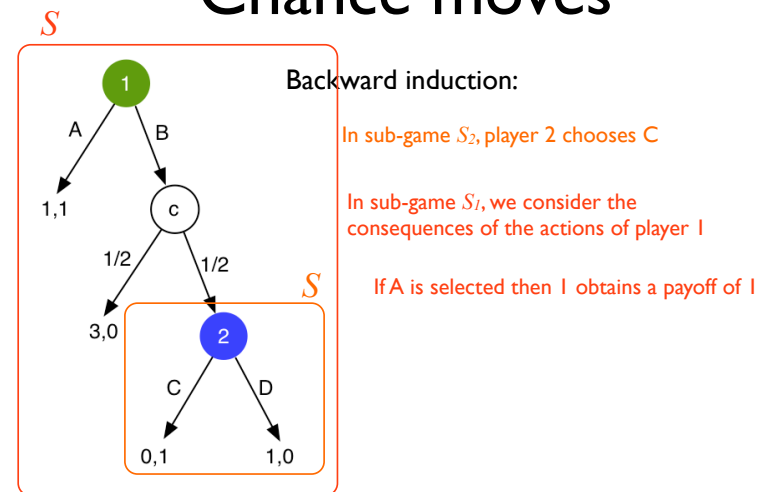 Chance moves
S
1
Backward induction:
A
B
In sub-game S2, player 2 chooses C
1,1
c
In sub-game S1, we consider the
consequences of the actions of player 1
1/2
1/2
S
If A is selected then 1 obtains a payoff of 1
3,0
2
C
D
0,1
1,0